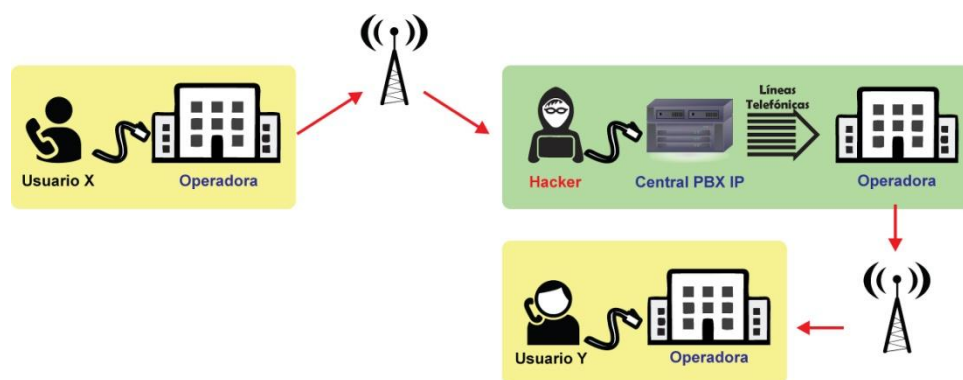 Usuario X
Operadora
Líneas
Telefónicas
Hacker
Central PBX IP
Operadora
Usuario Y
Operadora